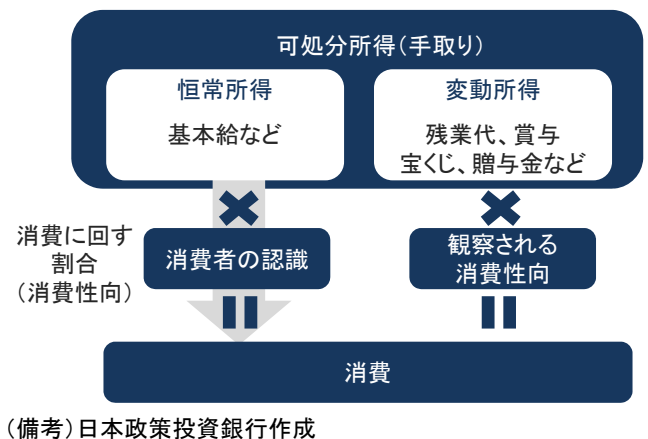 可処分所得（手取り）
恒常所得
基本給など
変動所得
残業代、賞与
宝くじ、贈与金など
消費に回す
割合
（消費性向）
消費者の認識
観察される
消費性向
消費
（備考）日本政策投資銀行作成